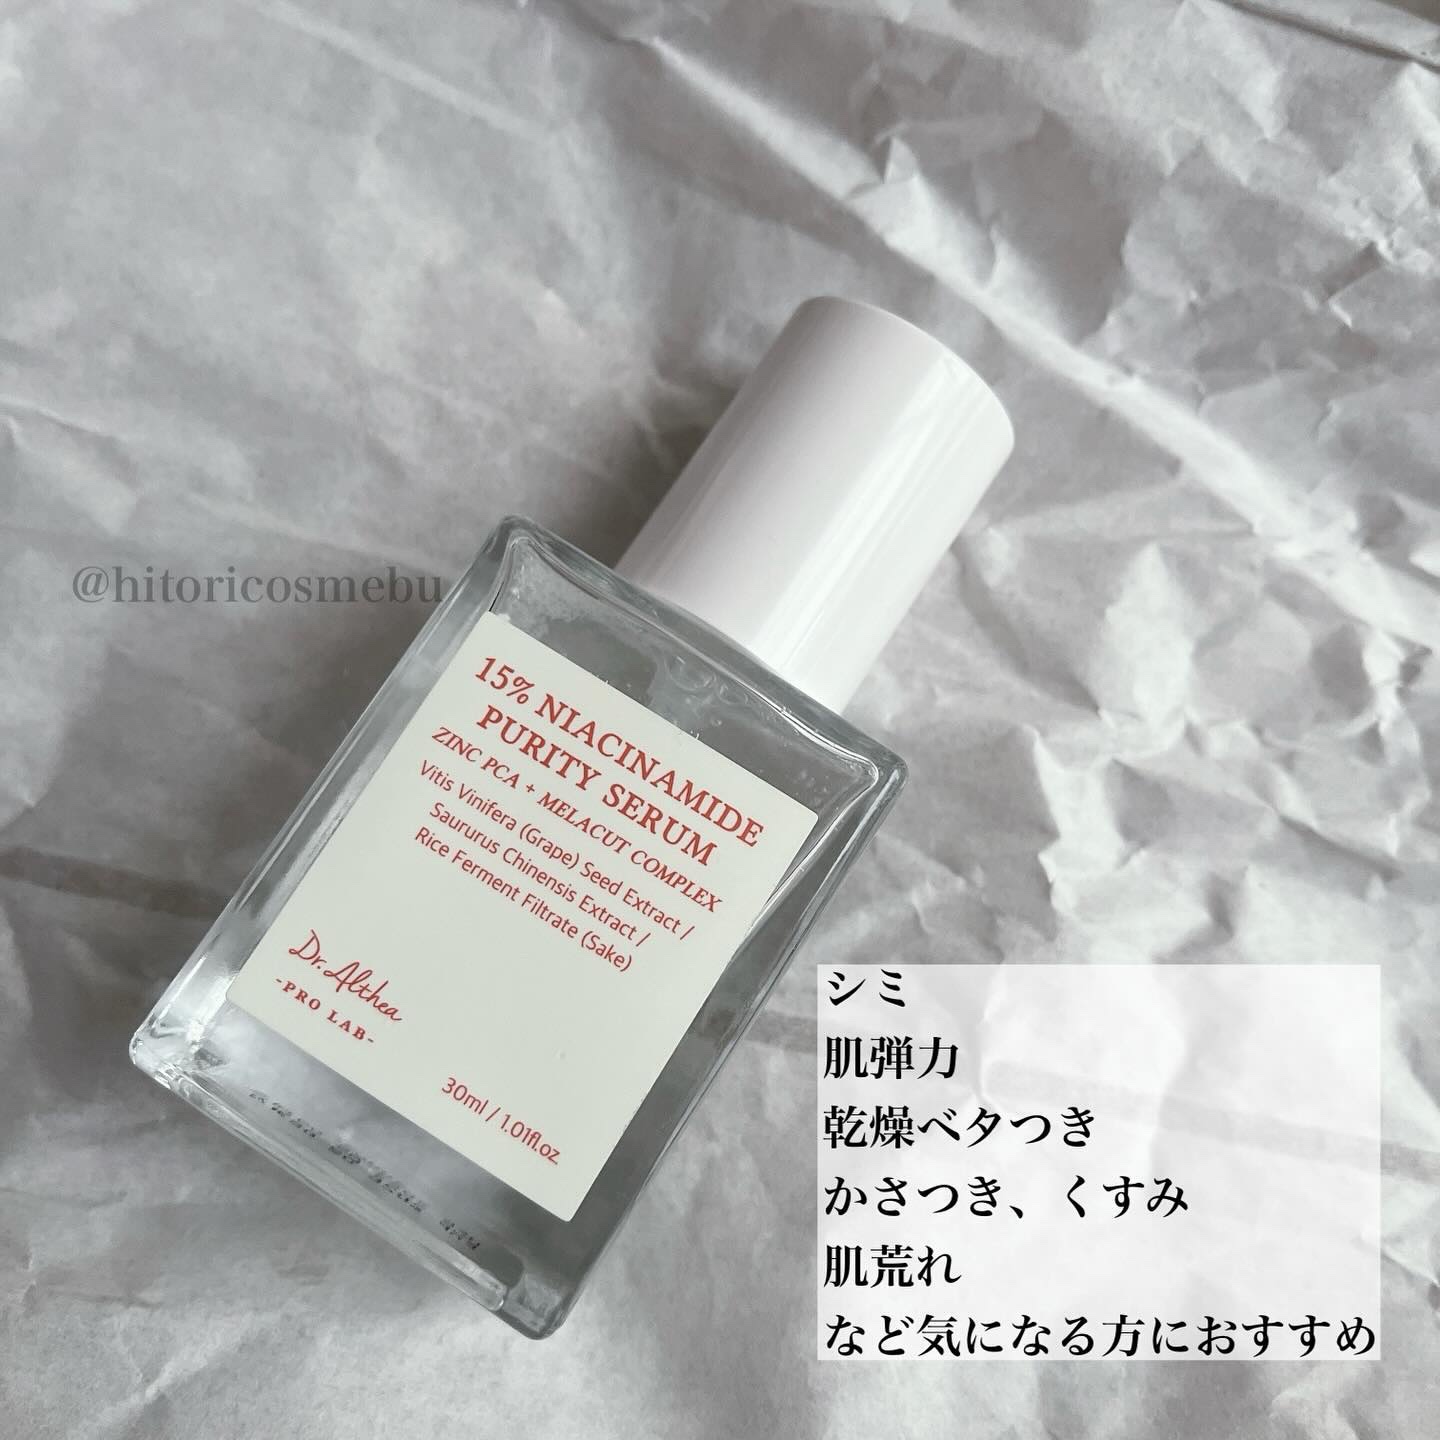 @hitoricosmebu
15% NIACINAMIDE
PURITY SERUM
ZINC PCA + MELACUT COMPLEX
Vitis Vinifera (Grape) Seed Extract /
Saururus Chinensis Extract /
Rice Ferment Filtrate (Sake)
Dr.Althea
-PRO LAB-
30ml / 1.01fl.oz
シミ
肌弾力
乾燥ベタつき
かさつき、くすみ
肌荒れ
など気になる方におすすめ